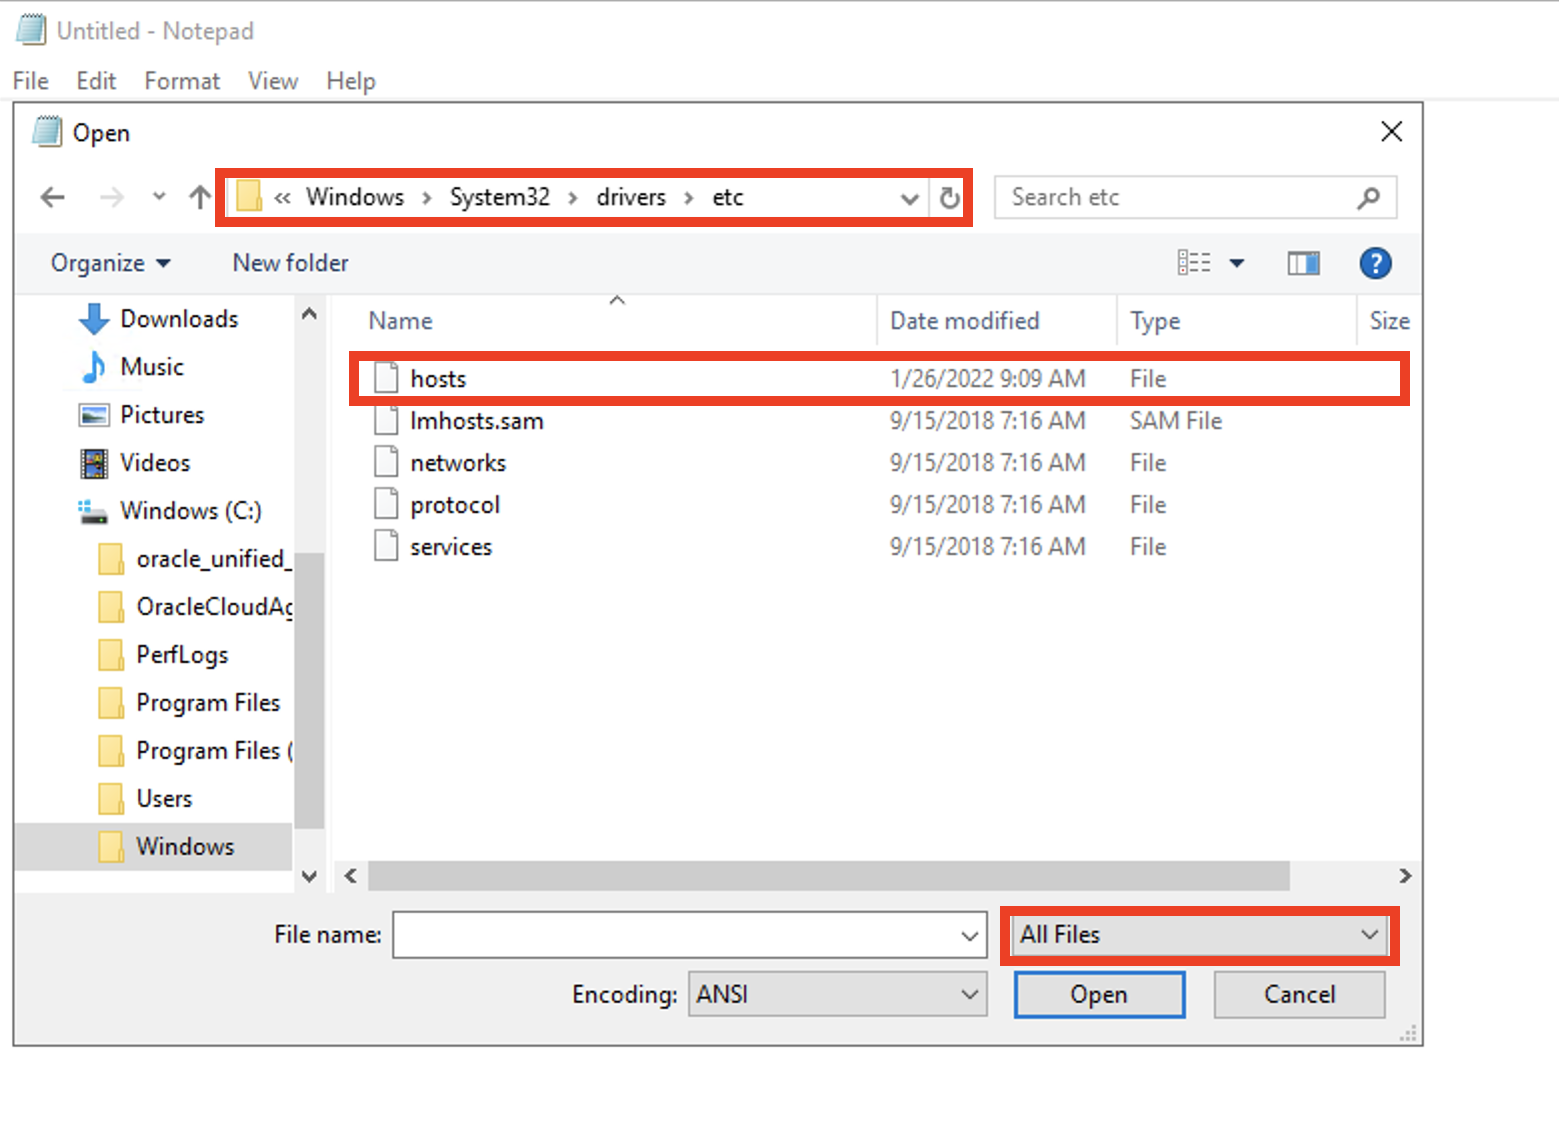 Untitled - Notepad
File Edit Format View Help
Open
« Windows › System32 › drivers › etc
Search etc
Organize
New folder
?
Downloads
Music
Pictures
Videos
Windows (C:)
oracle_unified_
OracleCloudAg
PerfLogs
Program Files
Program Files (
Users
Windows
Name Date modified Type Size
hosts 1/26/2022 9:09 AM File
lmhosts.sam 9/15/2018 7:16 AM SAM File
networks 9/15/2018 7:16 AM File
protocol 9/15/2018 7:16 AM File
services 9/15/2018 7:16 AM File
File name:
All Files
Encoding: ANSI
Open
Cancel